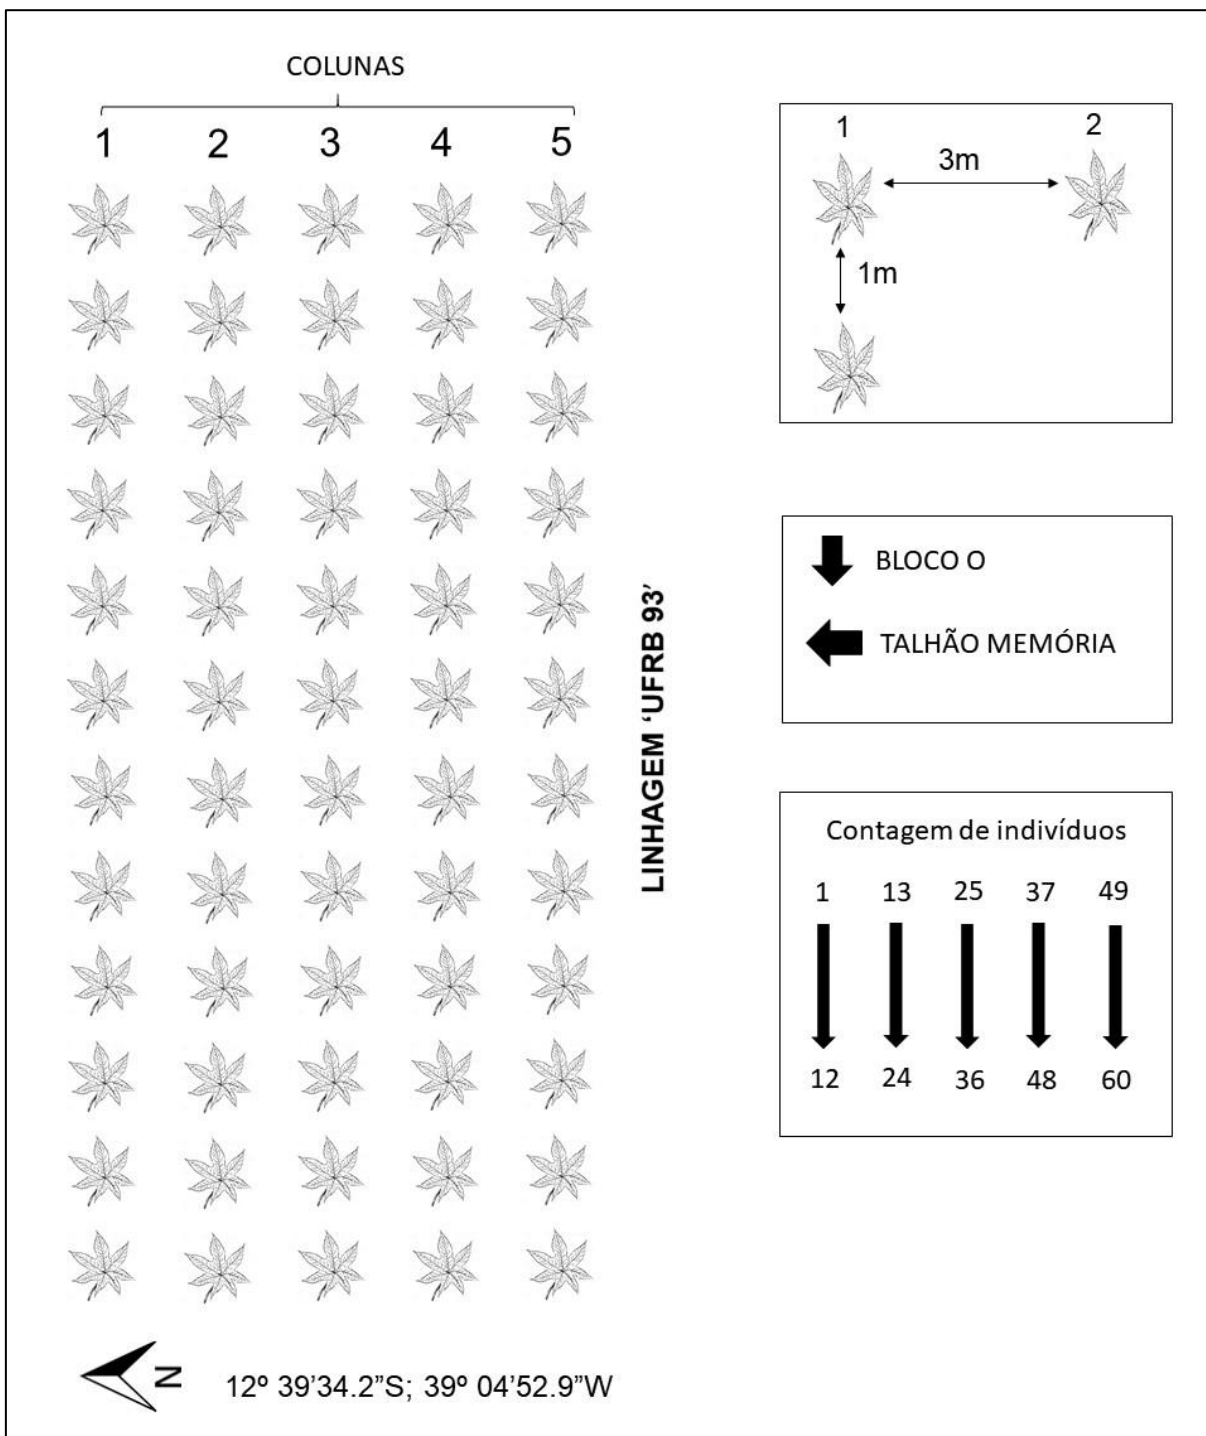 COLUNAS
1 2 3 4 5
LINHAGEM ‘UFRB 93’
1 2
3m
1m
BLOCO O
TALHÃO MEMÓRIA
Contagem de indivíduos
1 13 25 37 49
12 24 36 48 60
N
12º 39’34.2”S; 39º 04’52.9”W